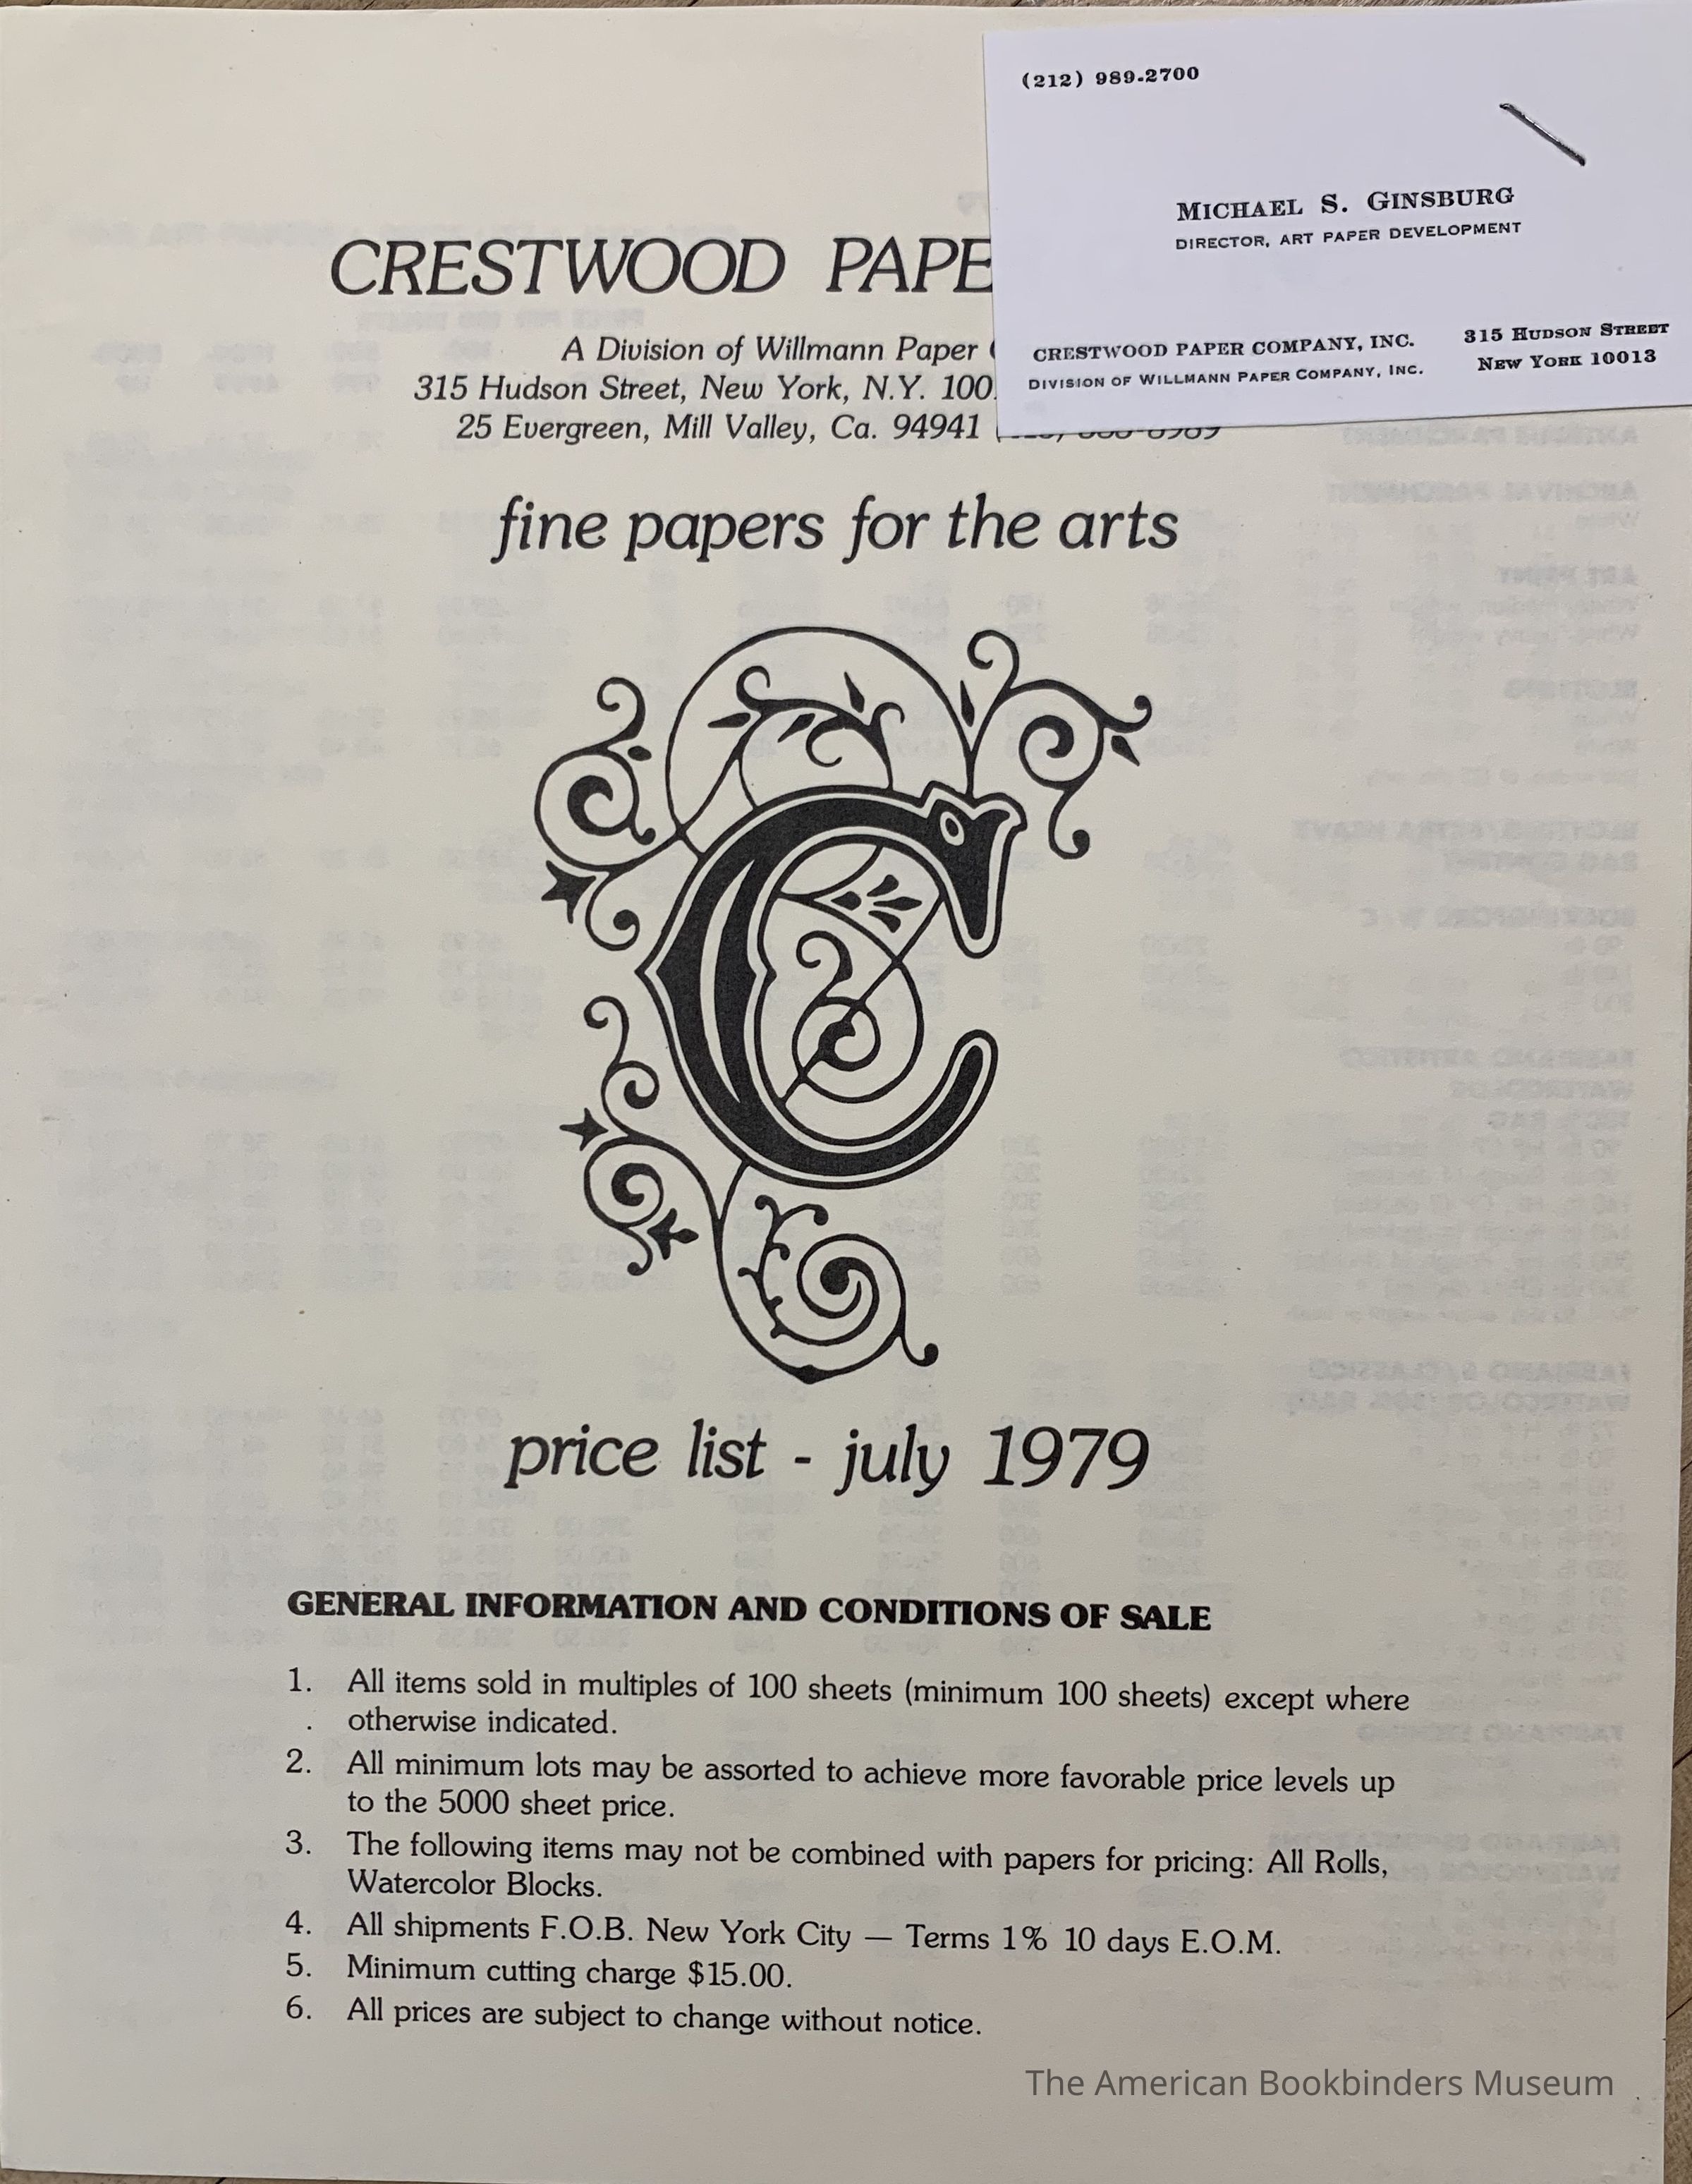 (212) 989-2700
MICHAEL S. GINSBURG
DIRECTOR, ART PAPER DEVELOPMENT
CRESTWOOD PAPER COMPANY, INC.
DIVISION OF WILLMANN PAPER COMPANY, INC.
315 HUDSON STREET
NEW YORK 10013
CRESTWOOD PAPE
A Division of Willmann Paper
315 Hudson Street, New York, N.Y. 100
25 Evergreen, Mill Valley, Ca. 94941
fine papers for the arts
C
price list - july 1979
GENERAL INFORMATION AND CONDITIONS OF SALE
1. All items sold in multiples of 100 sheets (minimum 100 sheets) except where
. otherwise indicated.
2. All minimum lots may be assorted to achieve more favorable price levels up
to the 5000 sheet price.
3. The following items may not be combined with papers for pricing: All Rolls,
Watercolor Blocks.
4. All shipments F.O.B. New York City — Terms 1% 10 days E.O.M.
5. Minimum cutting charge $15.00.
6. All prices are subject to change without notice.
The American Bookbinders Museum